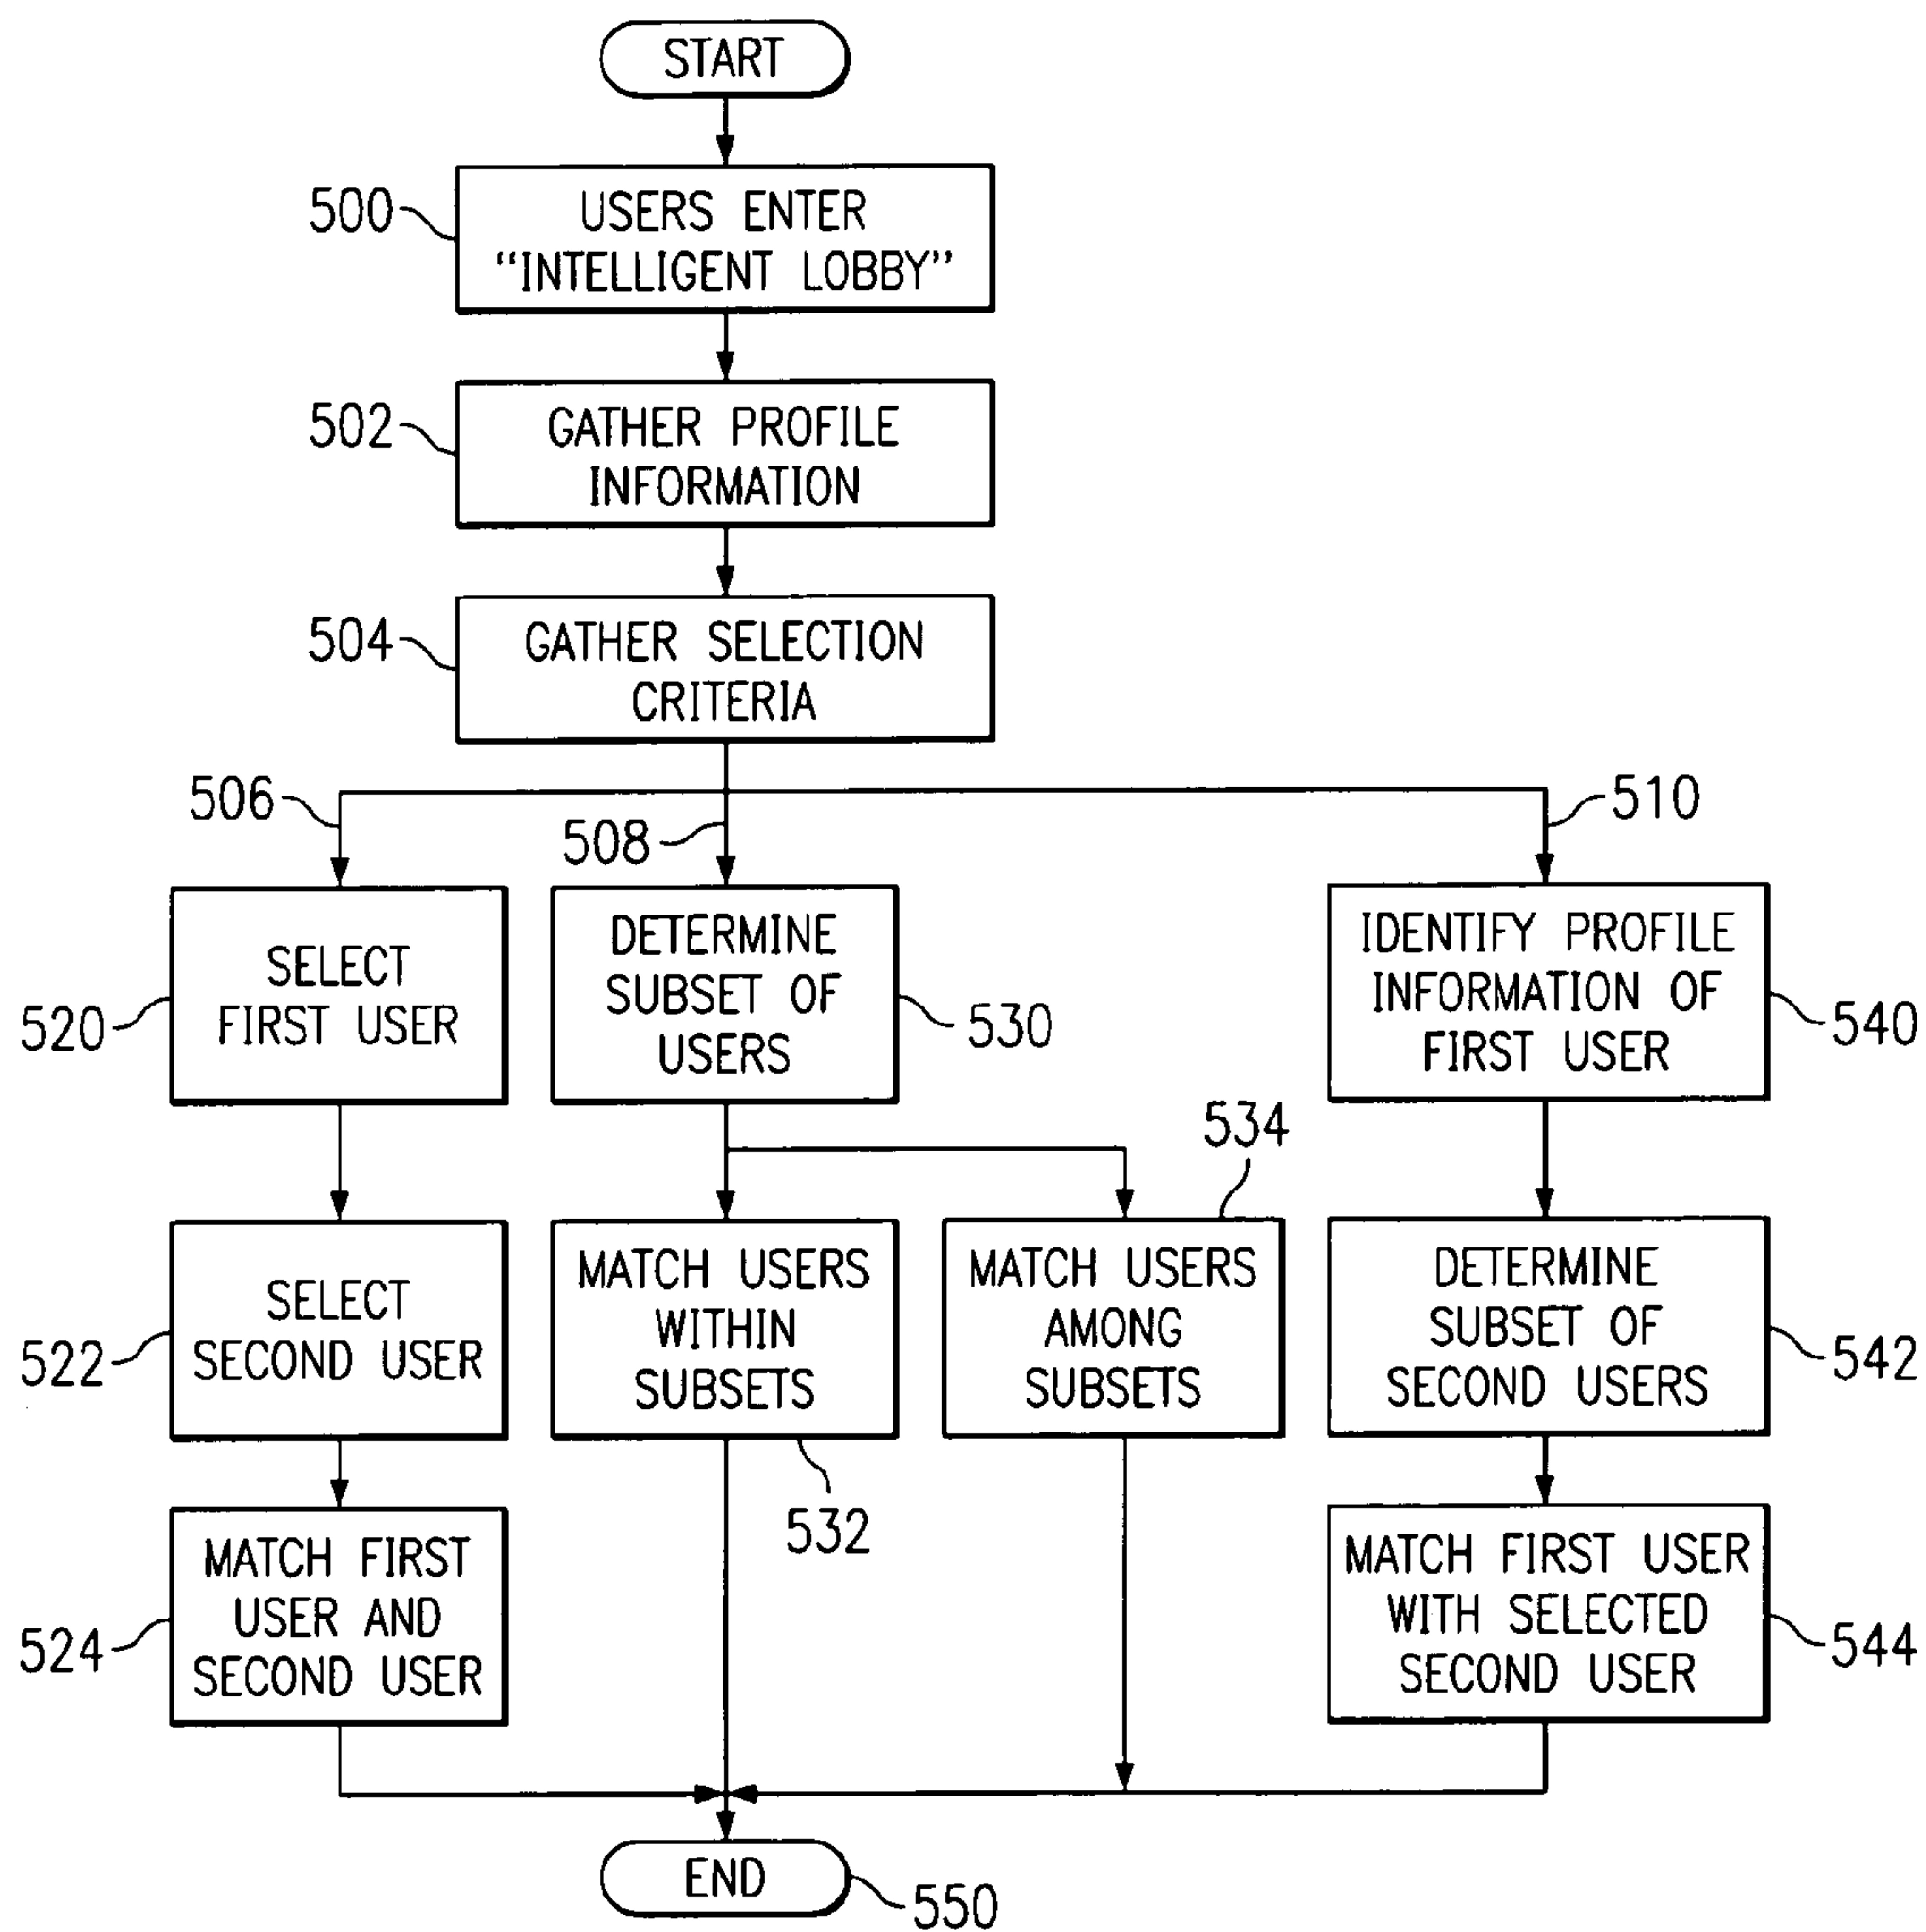 START
500
USERS ENTER
“INTELLIGENT LOBBY”
502
GATHER PROFILE
INFORMATION
504
GATHER SELECTION
CRITERIA
506
508
510
SELECT
FIRST USER
520
DETERMINE
SUBSET OF
USERS
530
IDENTIFY PROFILE
INFORMATION OF
FIRST USER
540
534
SELECT
SECOND USER
522
MATCH USERS
WITHIN
SUBSETS
532
MATCH USERS
AMONG
SUBSETS
DETERMINE
SUBSET OF
SECOND USERS
542
MATCH FIRST
USER AND
SECOND USER
524
MATCH FIRST USER
WITH SELECTED
SECOND USER
544
END
550